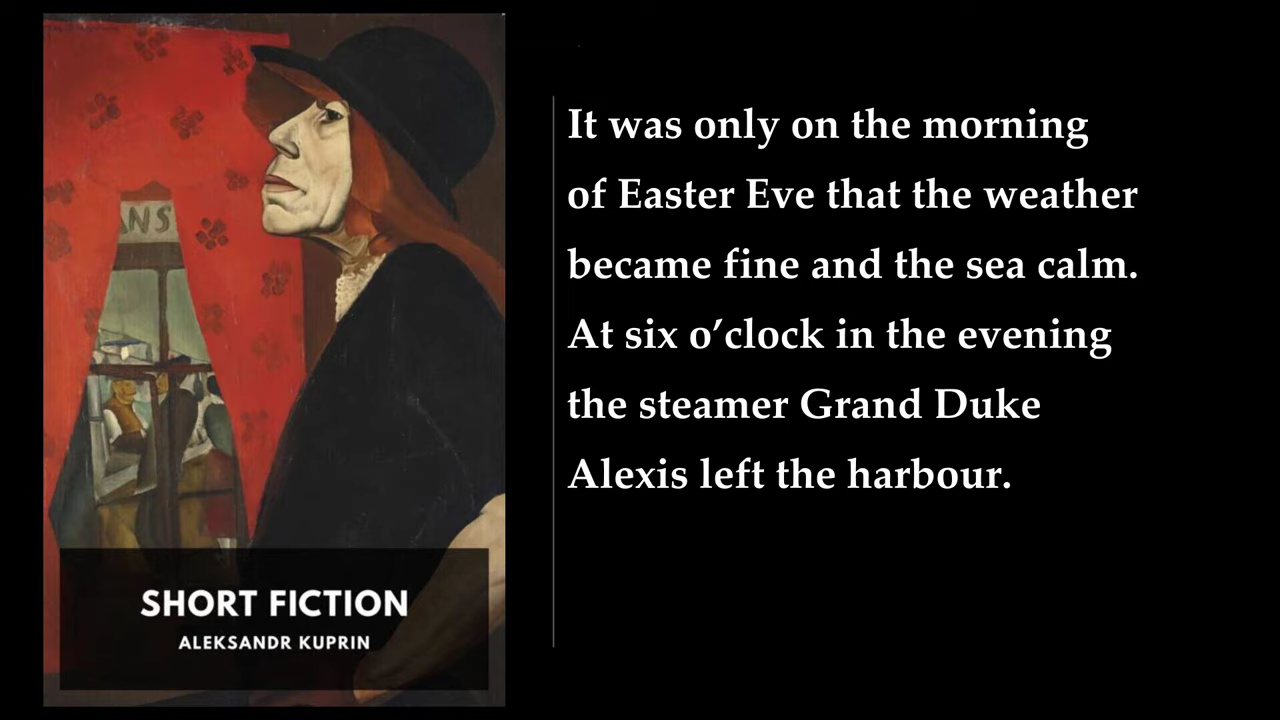 ANS
SHORT FICTION
ALEKSANDR KUPRIN
It was only on the morning
of Easter Eve that the weather
became fine and the sea calm.
At six o’clock in the evening
the steamer Grand Duke
Alexis left the harbour.